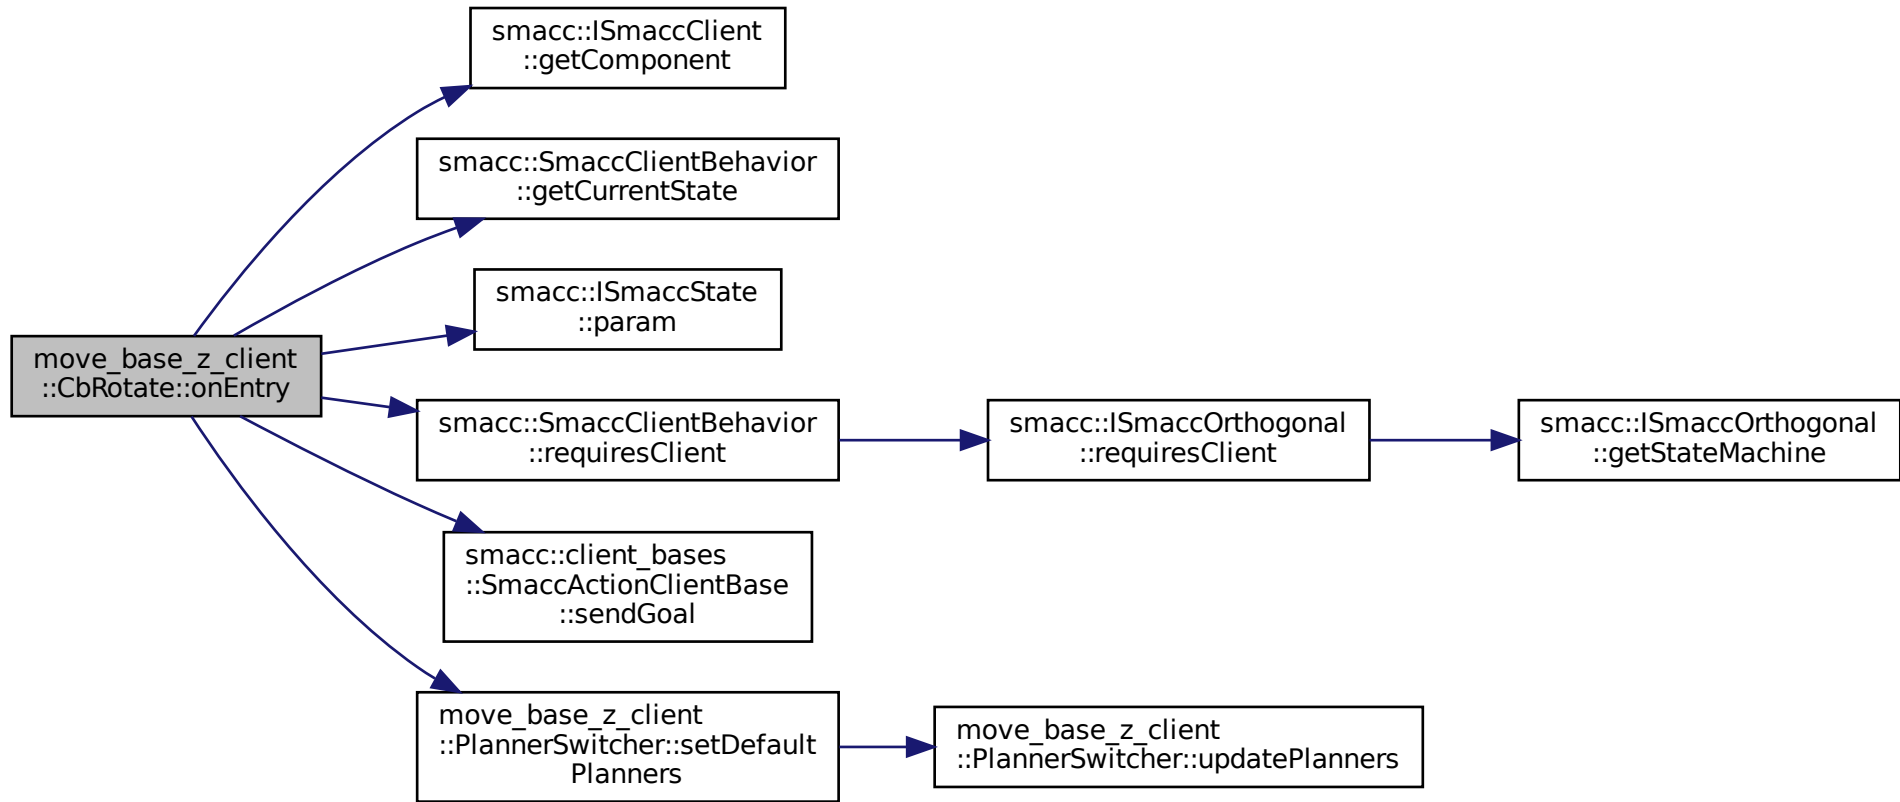 smacc::ISmaccClient
::getComponent
smacc::SmaccClientBehavior
::getCurrentState
smacc::ISmaccState
::param
move_base_z_client
::CbRotate::onEntry
smacc::SmaccClientBehavior
::requiresClient
smacc::ISmaccOrthogonal
::requiresClient
smacc::ISmaccOrthogonal
::getStateMachine
smacc::client_bases
::SmaccActionClientBase
::sendGoal
move_base_z_client
::PlannerSwitcher::setDefault
Planners
move_base_z_client
::PlannerSwitcher::updatePlanners